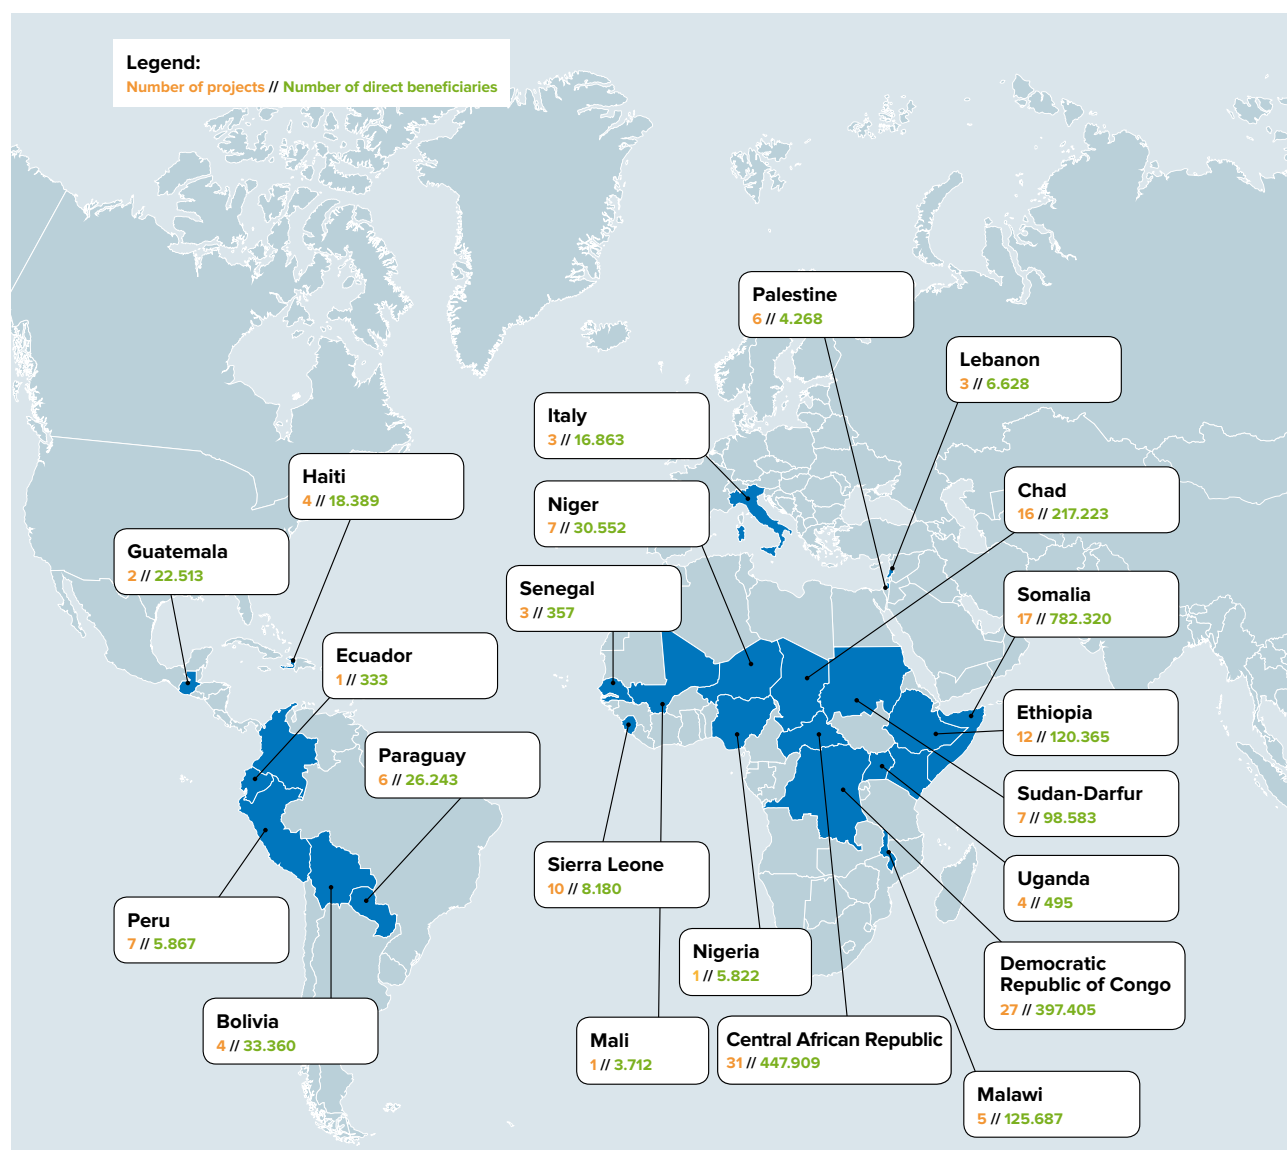 Legend:
Number of projects // Number of direct beneficiaries
Palestine
6 // 4.268
Lebanon
3 // 6.628
Italy
3 // 16.863
Haiti
4 // 18.389
Niger
7 // 30.552
Chad
16 // 217.223
Guatemala
2 // 22.513
Senegal
3 // 357
Somalia
17 // 782.320
Ecuador
1 // 333
Ethiopia
12 // 120.365
Paraguay
6 // 26.243
Sudan-Darfur
7 // 98.583
Sierra Leone
10 // 8.180
Uganda
4 // 495
Peru
7 // 5.867
Nigeria
1 // 5.822
Democratic
Republic of Congo
27 // 397.405
Bolivia
4 // 33.360
Mali
1 // 3.712
Central African Republic
31 // 447.909
Malawi
5 // 125.687